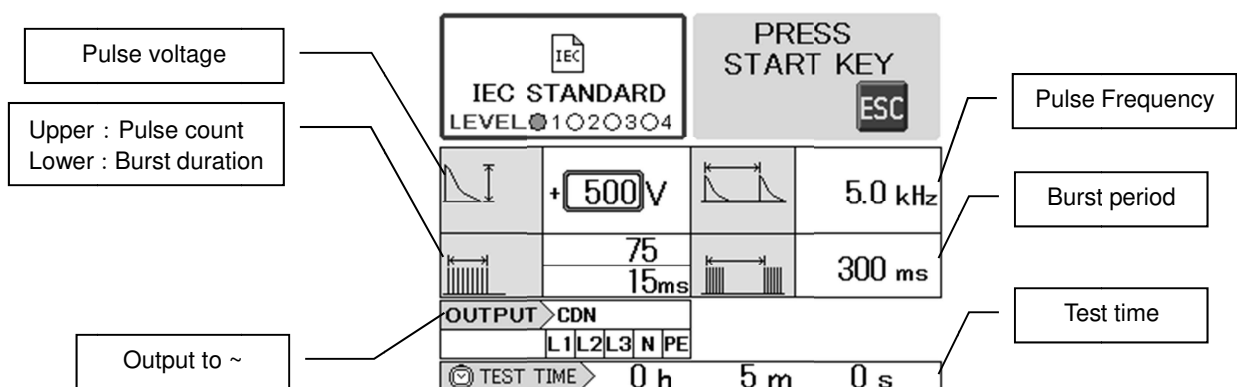 Pulse voltage
Upper : Pulse count
Lower : Burst duration
Output to ~
IEC
IEC STANDARD
LEVEL 1 2 3 4
PRESS
START KEY
ESC
+ 500 V
5.0 kHz
75
15ms
300 ms
OUTPUT CDN
L1 L2 L3 N PE
TEST TIME 0 h 5 m 0 s
Pulse Frequency
Burst period
Test time